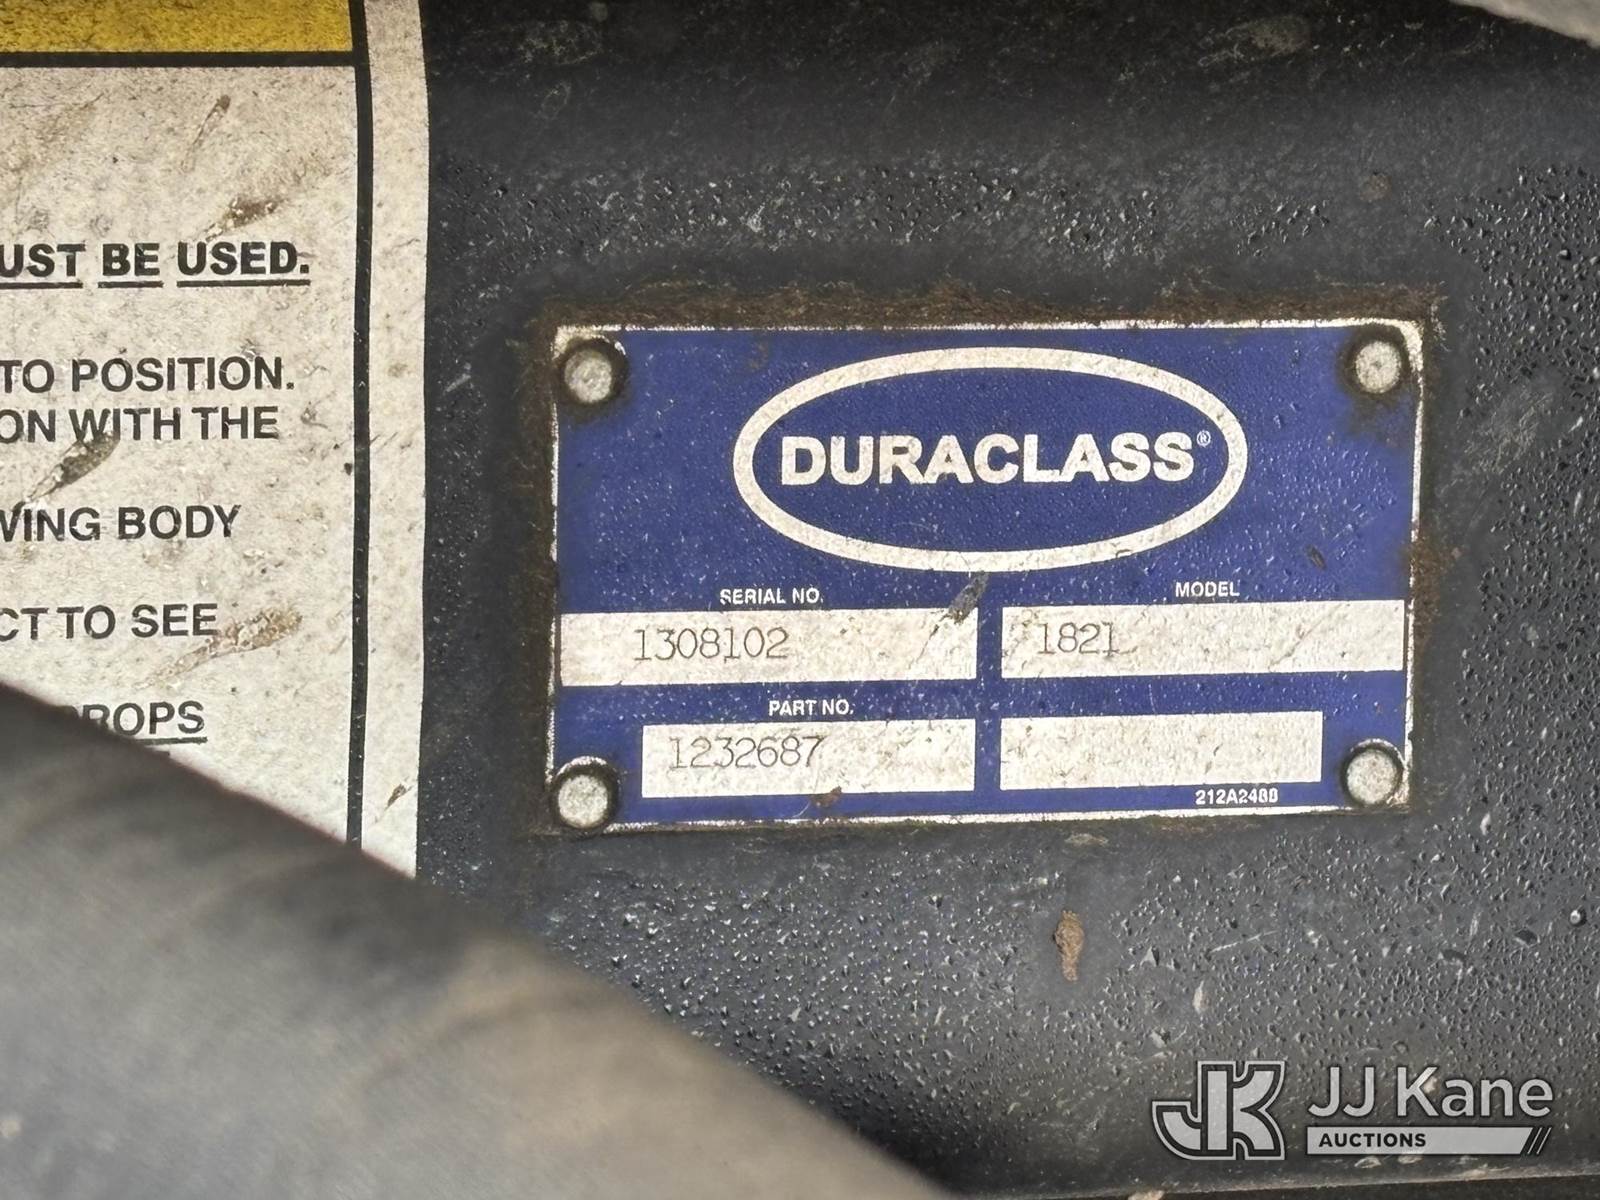 UST BE USED.
TO POSITION.
ON WITH THE
WING BODY
CT TO SEE
DROPS
DURACLASS®
SERIAL NO.
MODEL
1308102
1821
PART NO.
1232687
212A2488
JJ Kane
AUCTIONS